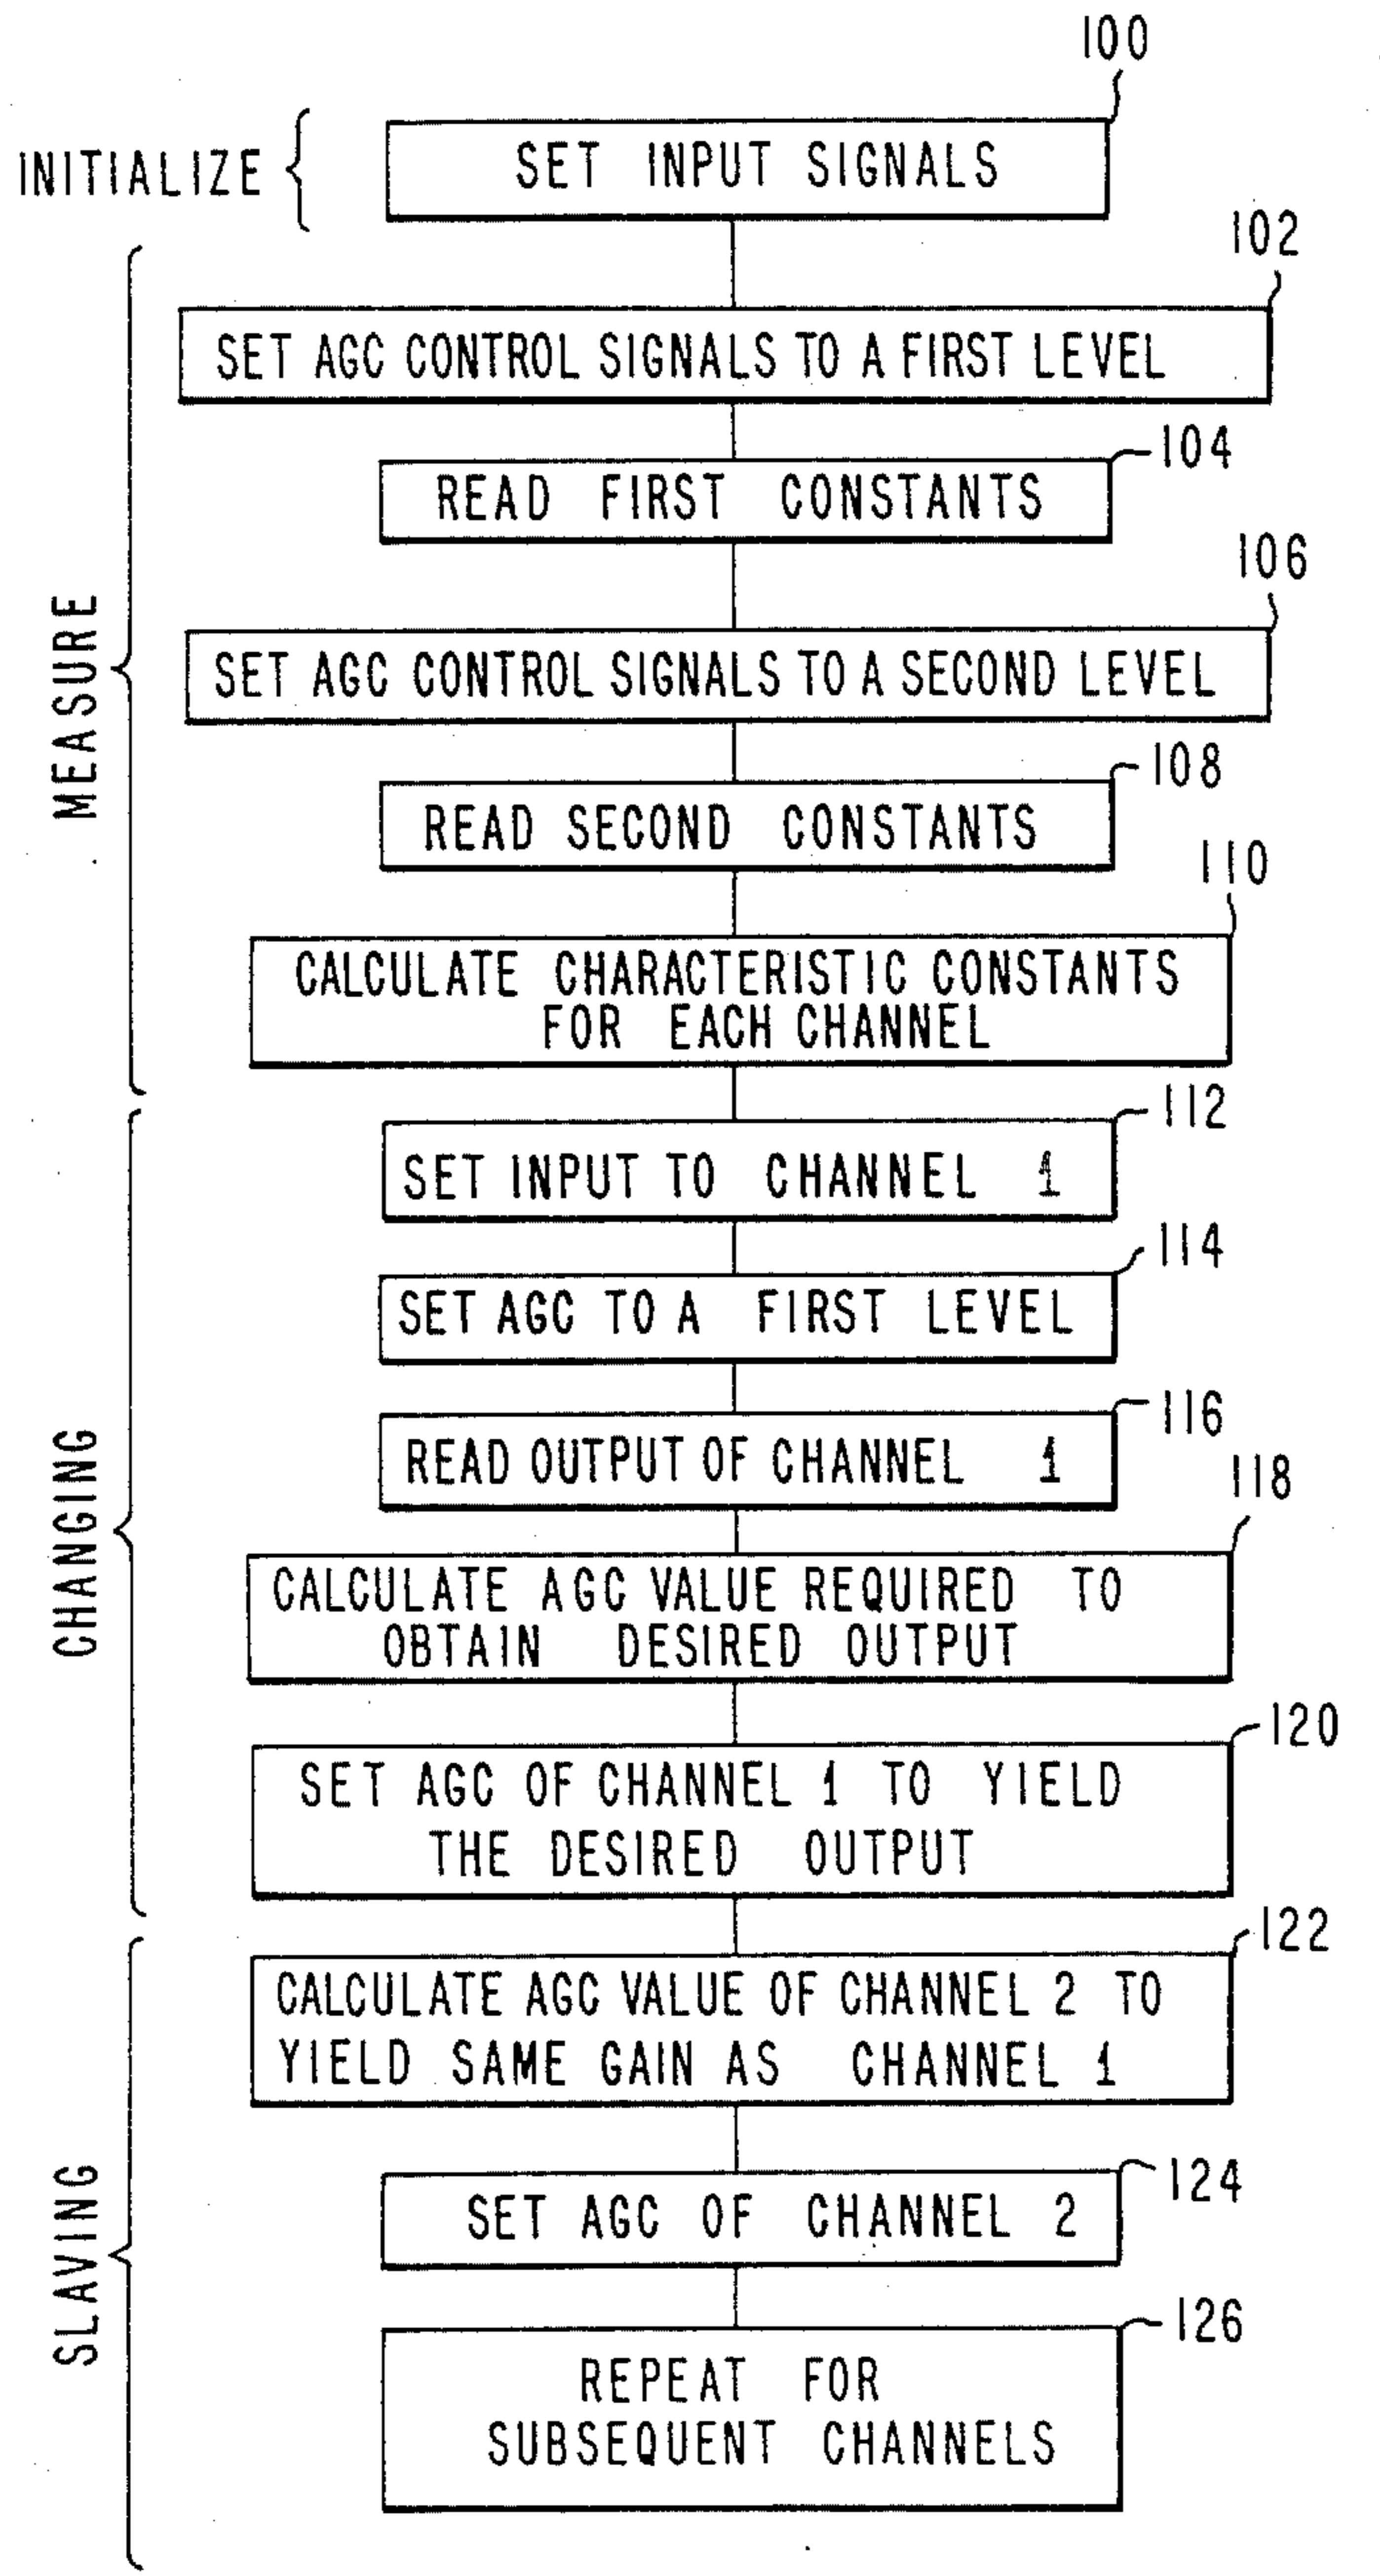 100
INITIALIZE { SET INPUT SIGNALS
102
SET AGC CONTROL SIGNALS TO A FIRST LEVEL
104
READ FIRST CONSTANTS
106
SET AGC CONTROL SIGNALS TO A SECOND LEVEL
MEASURE
108
READ SECOND CONSTANTS
110
CALCULATE CHARACTERISTIC CONSTANTS
FOR EACH CHANNEL
112
SET INPUT TO CHANNEL 1
114
SET AGC TO A FIRST LEVEL
116
READ OUTPUT OF CHANNEL 1
CHANGING
118
CALCULATE AGC VALUE REQUIRED TO
OBTAIN DESIRED OUTPUT
120
SET AGC OF CHANNEL 1 TO YIELD
THE DESIRED OUTPUT
122
CALCULATE AGC VALUE OF CHANNEL 2 TO
YIELD SAME GAIN AS CHANNEL 1
SLAVING
124
SET AGC OF CHANNEL 2
126
REPEAT FOR
SUBSEQUENT CHANNELS